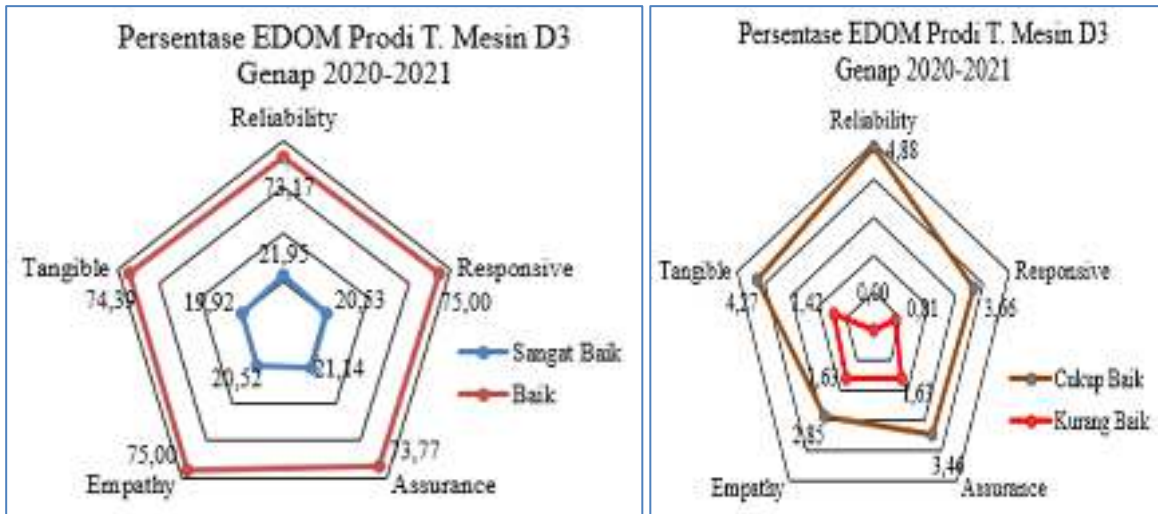 Persentase EDOM Prodi T. Mesin D3
Genap 2020-2021
Reliability
73,17
21,95
Tangible
74,39
19,92
20,53
Responsive
75,00
20,52
21,14
Sangat Baik
Baik
75,00
Empathy
73,77
Assurance
Persentase EDOM Prodi T. Mesin D3
Genap 2020-2021
Reliability
4,88
Tangible
4,27
1,42
0,60
0,81
Responsive
3,66
1,63
1,63
Cukup Baik
Kurang Baik
2,85
3,46
Empathy
Assurance